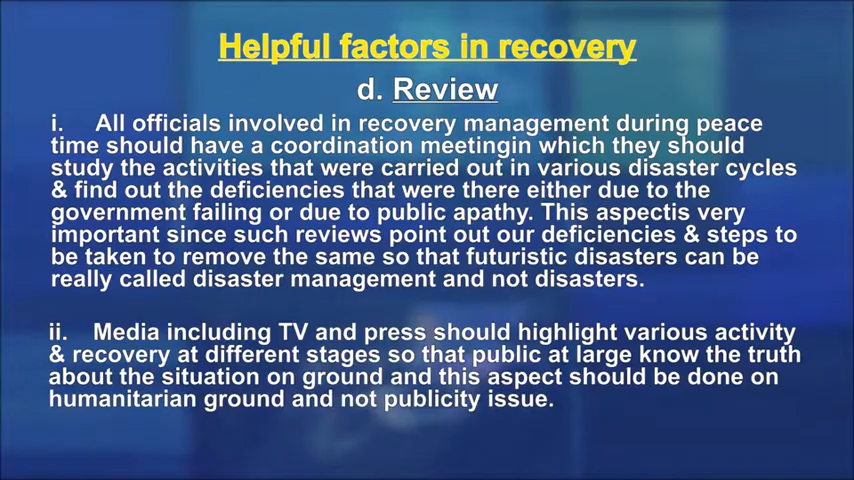 Helpful factors in recovery
d. Review
i. All officials involved in recovery management during peace
time should have a coordination meetingin which they should
study the activities that were carried out in various disaster cycles
& find out the deficiencies that were there either due to the
government failing or due to public apathy. This aspectis very
important since such reviews point out our deficiencies & steps to
be taken to remove the same so that futuristic disasters can be
really called disaster management and not disasters.
ii. Media including TV and press should highlight various activity
& recovery at different stages so that public at large know the truth
about the situation on ground and this aspect should be done on
humanitarian ground and not publicity issue.